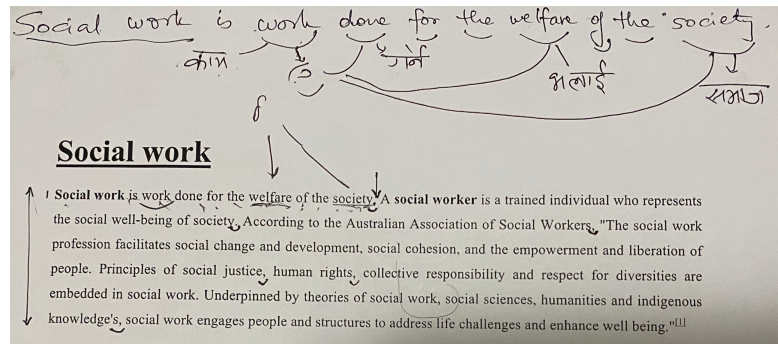 Social work is work done for the welfare of the society.
काम
भलाई
समाज
Social work
Social work is work done for the welfare of the society. A social worker is a trained individual who represents
the social well-being of society. According to the Australian Association of Social Workers, "The social work
profession facilitates social change and development, social cohesion, and the empowerment and liberation of
people. Principles of social justice, human rights, collective responsibility and respect for diversities are
embedded in social work. Underpinned by theories of social work, social sciences, humanities and indigenous
knowledge's, social work engages people and structures to address life challenges and enhance well being."[1]